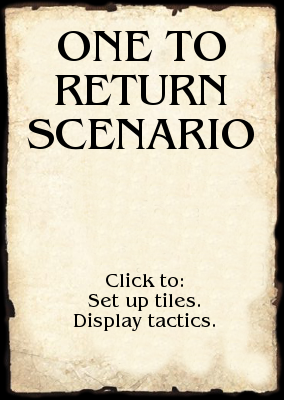 ONE TO
RETURN
SCENARIO
Click to:
Set up tiles.
Display tactics.